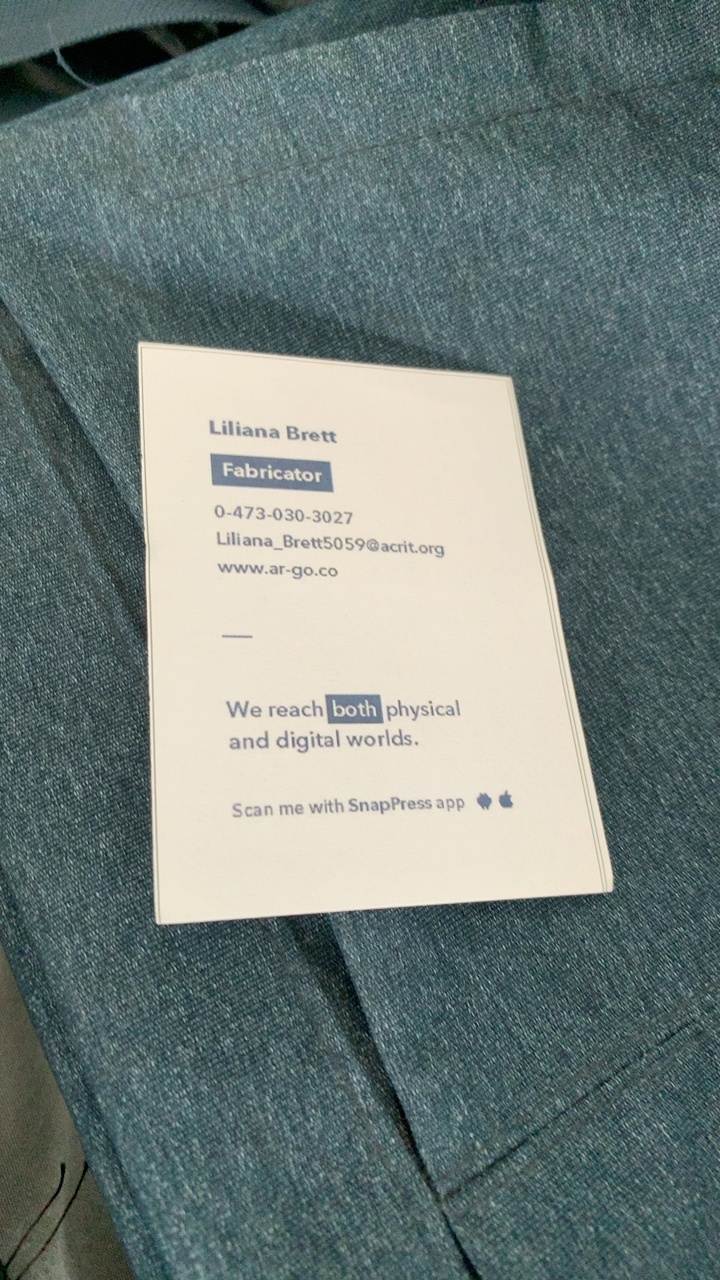 Liliana Brett
Fabricator
0-473-030-3027
Liliana_Brett5059@acrit.org
www.ar-go.co
We reach both physical
and digital worlds.
Scan me with SnapPress app